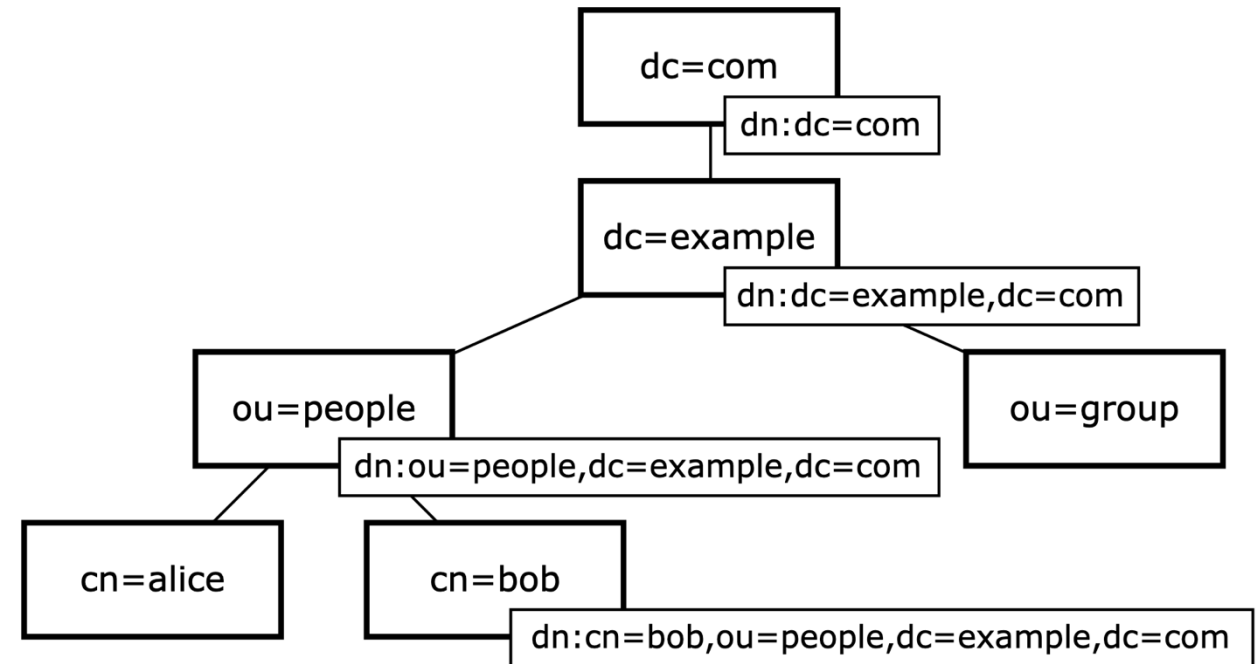 dc=com
dn:dc=com
dc=example
dn:dc=example,dc=com
ou=people
ou=group
dn:ou=people,dc=example,dc=com
cn=alice
cn=bob
dn:cn=bob,ou=people,dc=example,dc=com